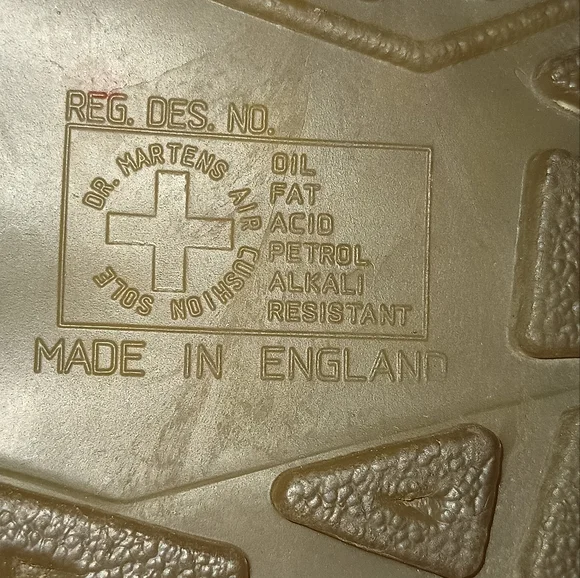 REG. DES. NO.
DR. MARTENS AIR CUSHION SOLE
OIL
FAT
ACID
PETROL
ALKALI
RESISTANT
MADE IN ENGLAND